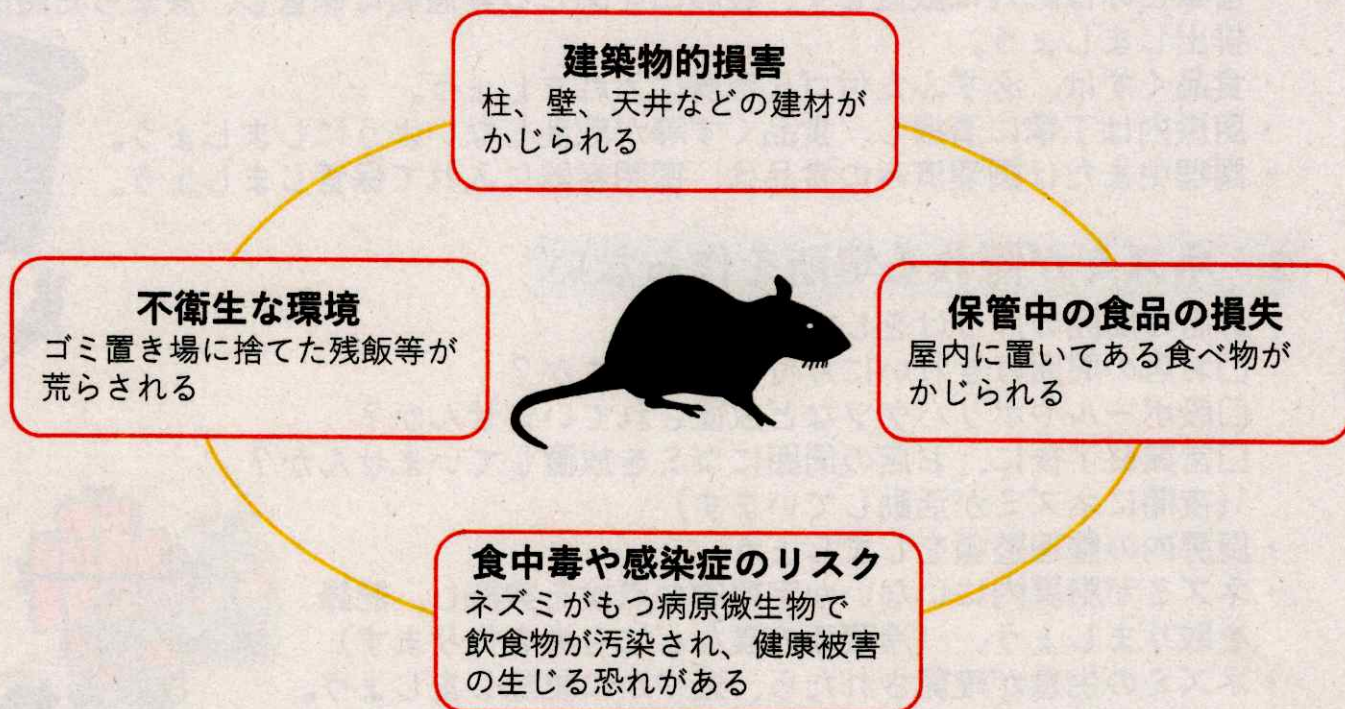 建築物的損害
柱、壁、天井などの建材が
かじられる
不衛生な環境
ゴミ置き場に捨てた残飯等が
荒らされる
保管中の食品の損失
屋内に置いてある食べ物が
かじられる
食中毒や感染症のリスク
ネズミがもつ病原微生物で
飲食物が汚染され、健康被害
の生じる恐れがある